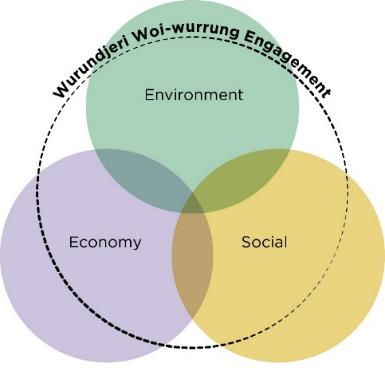 Wurundjeri Woi-wurrung Engagement
Environment
Economy
Social